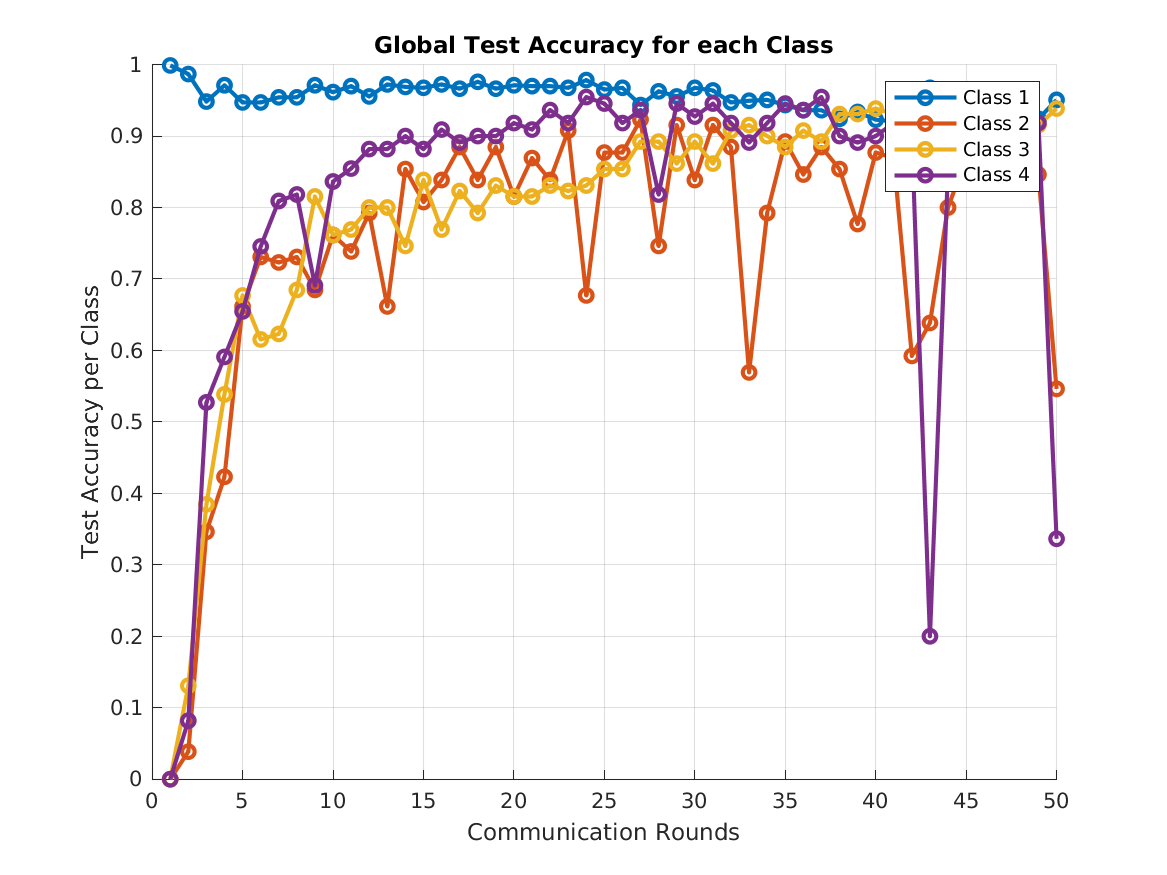 Global Test Accuracy for each Class
Test Accuracy per Class
1
0.9
0.8
0.7
0.6
0.5
0.4
0.3
0.2
0.1
0
Class 1
Class 2
Class 3
Class 4
0 5 10 15 20 25 30 35 40 45 50
Communication Rounds